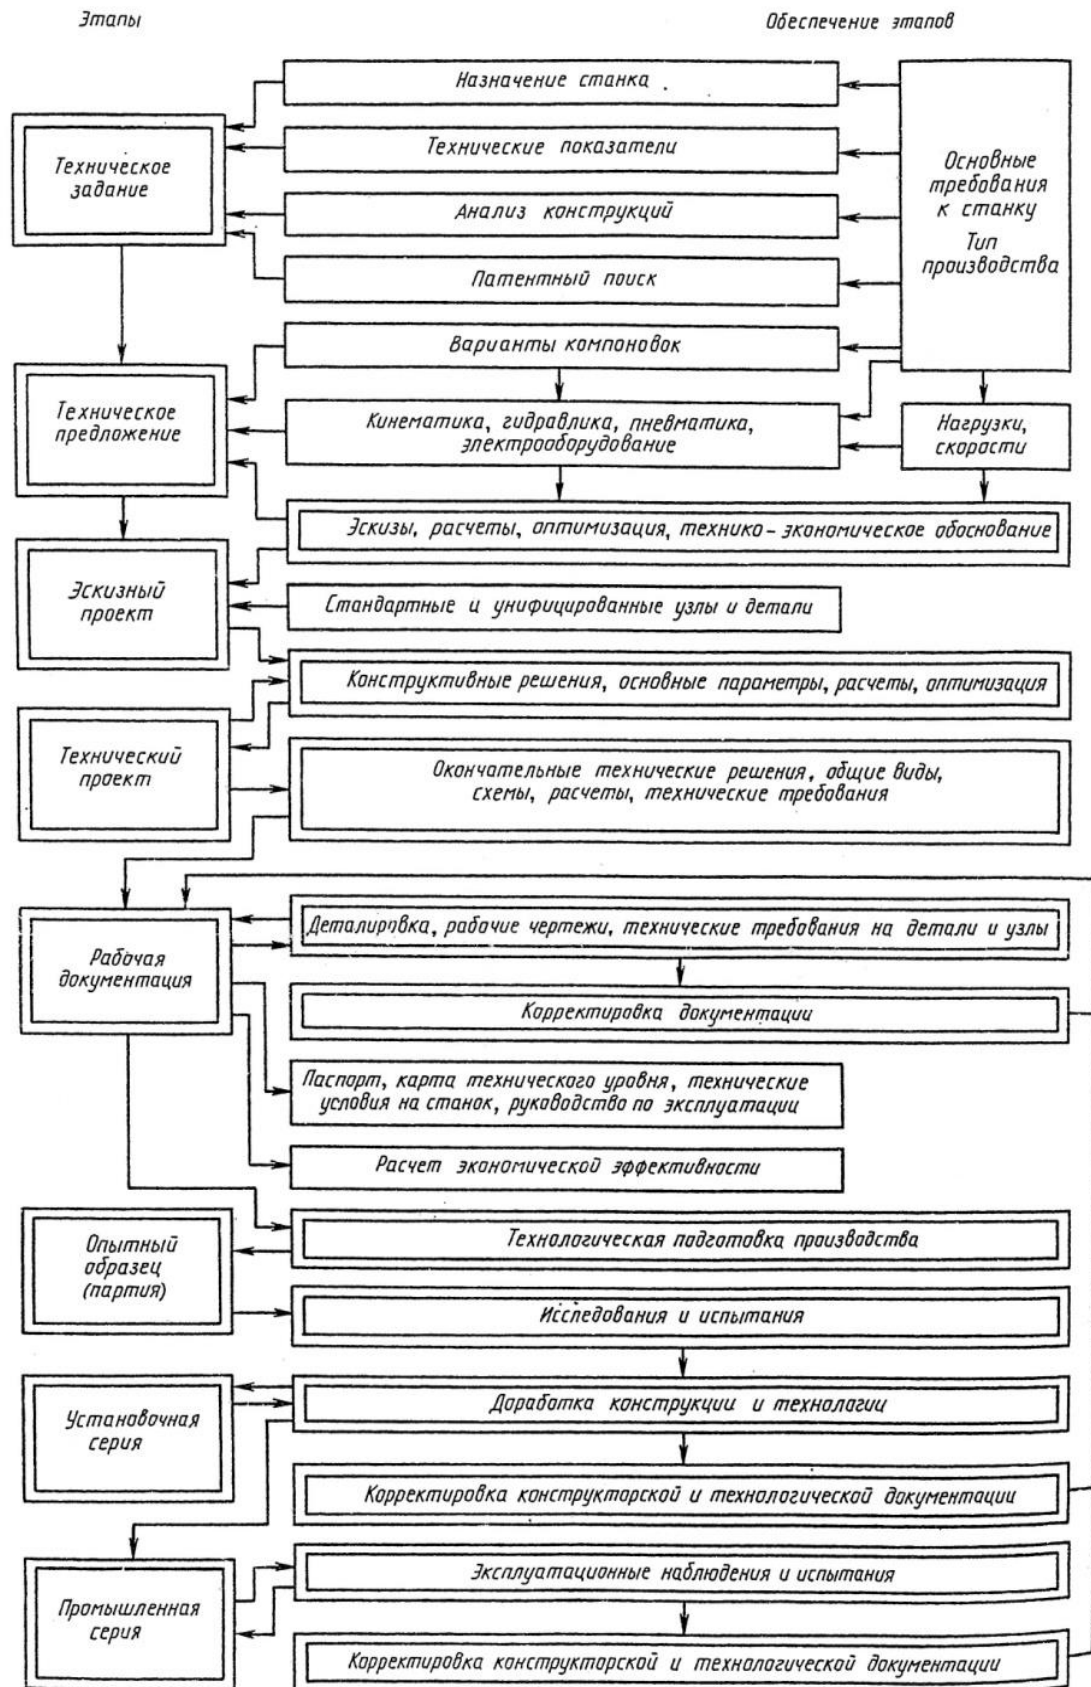 Этапы
Обеспечение этапов
Назначение станка
Техническое
задание
Технические показатели
Анализ конструкций
Патентный поиск
Основные
требования
к станку
Тип
производства
Варианты компоновок
Техническое
предложение
Кинематика, гидравлика, пневматика,
электрооборудование
Нагрузки,
скорости
Эскизы, расчеты, оптимизация, технико-экономическое обоснование
Эскизный
проект
Стандартные и унифицированные узлы и детали
Конструктивные решения, основные параметры, расчеты, оптимизация
Технический
проект
Окончательные технические решения, общие виды,
схемы, расчеты, технические требования
Рабочая
документация
Деталировка, рабочие чертежи, технические требования на детали и узлы
Корректировка документации
Паспорт, карта технического уровня, технические
условия на станок, руководство по эксплуатации
Расчет экономической эффективности
Опытный
образец
(партия)
Технологическая подготовка производства
Исследования и испытания
Установочная
серия
Доработка конструкции и технологии
Корректировка конструкторской и технологической документации
Промышленная
серия
Эксплуатационные наблюдения и испытания
Корректировка конструкторской и технологической документации